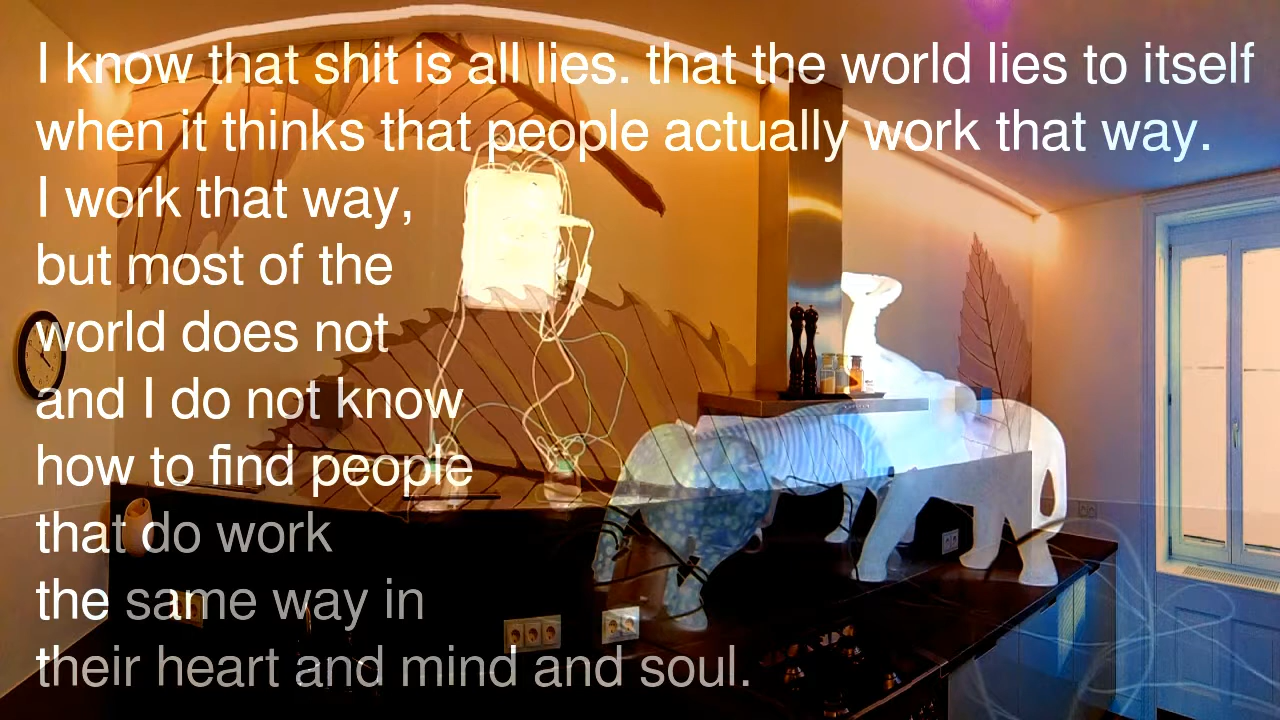 I know that shit is all lies. that the world lies to itself
when it thinks that people actually work that way.
I work that way,
but most of the
world does not
and I do not know
how to find people
that do work
the same way in
their heart and mind and soul.